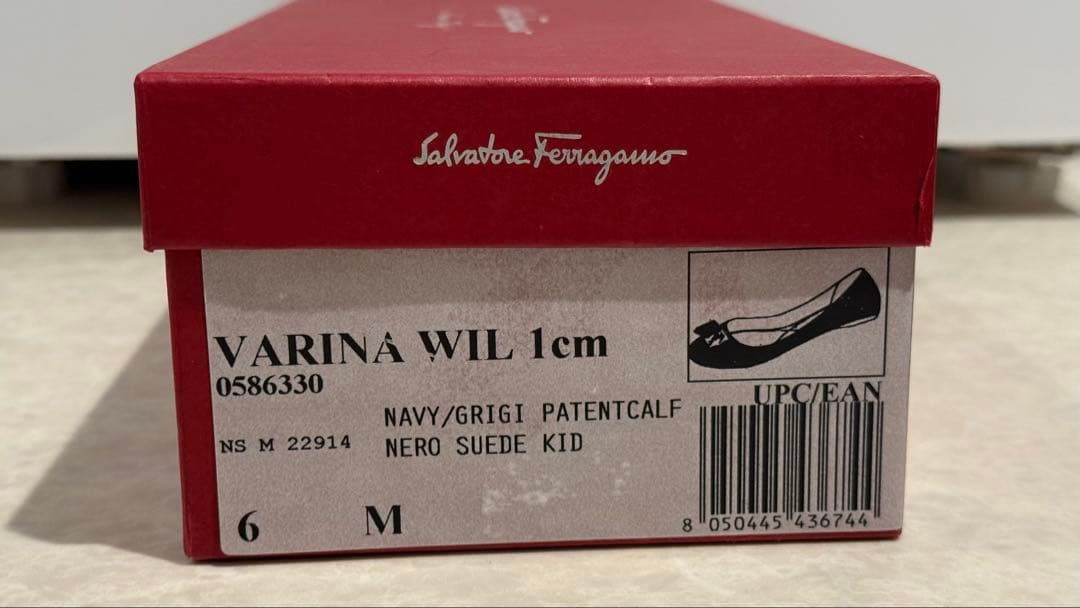 Salvatore Ferragamo
VARINA WIL 1cm
0586330
UPC/EAN
NAVY/GRIGI PATENTCALF
NS M 22914
NERO SUEDE KID
6 M
8 050445 436744